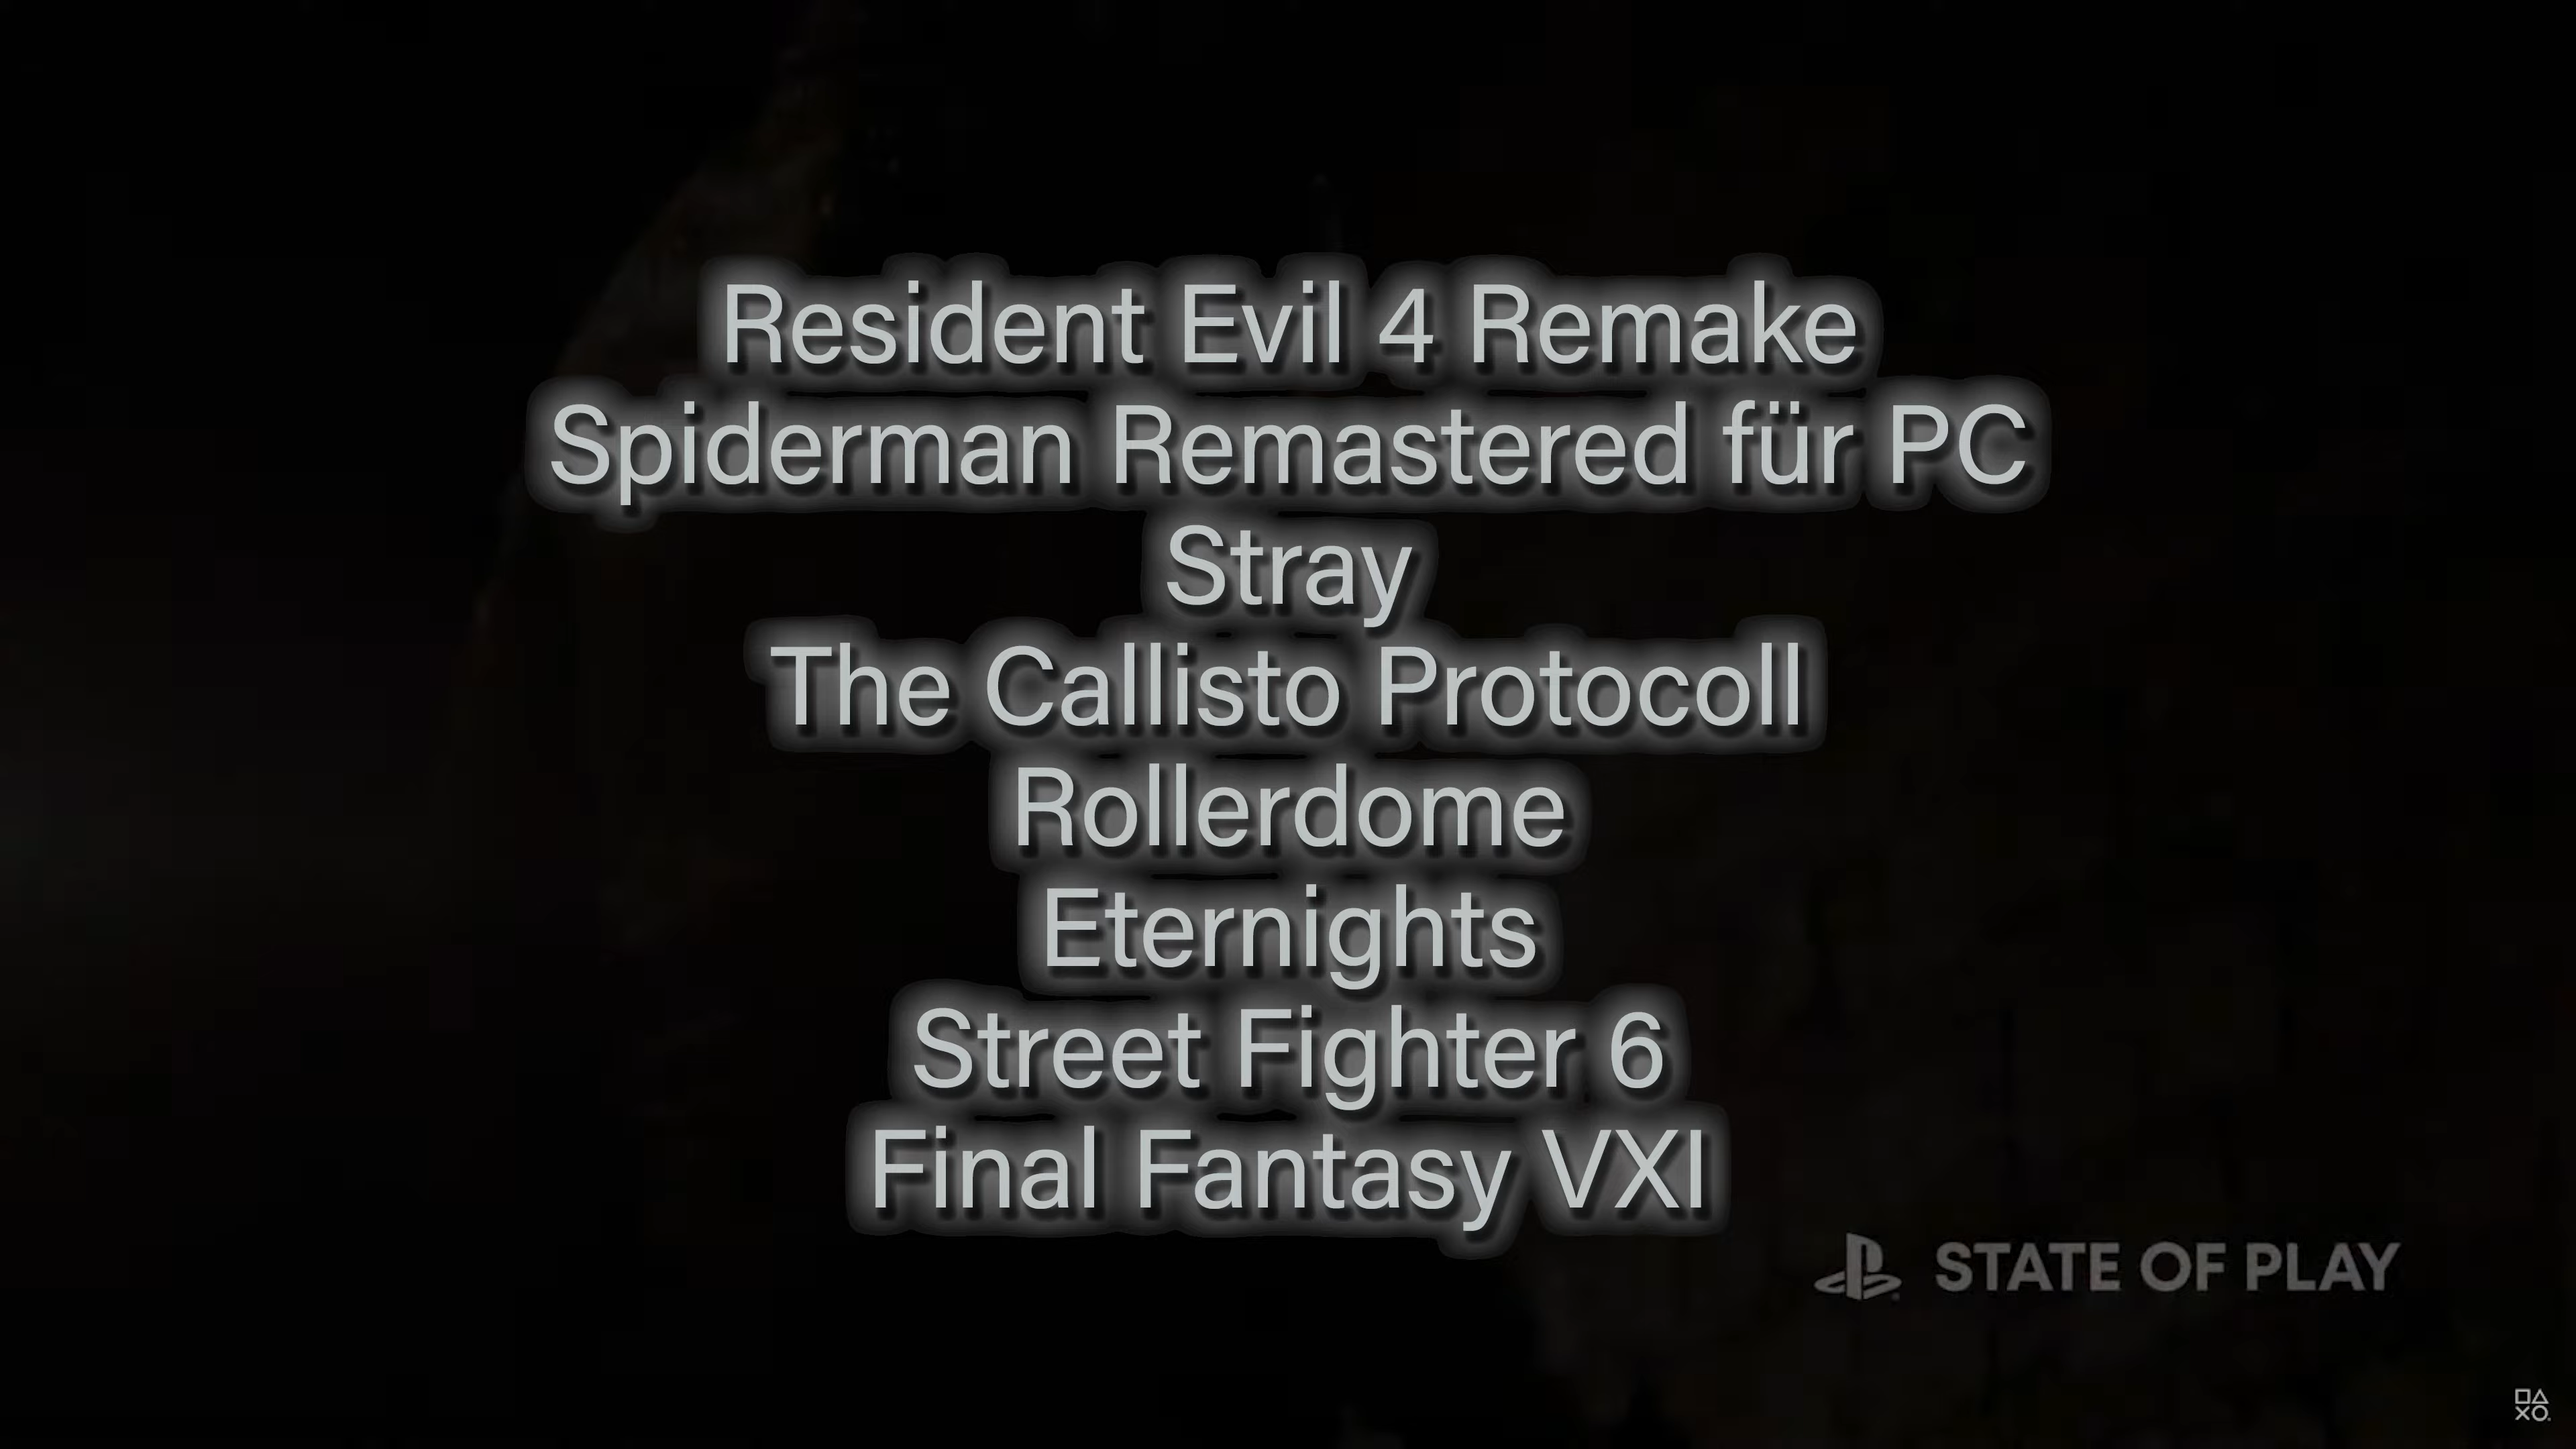 Resident Evil 4 Remake
Spiderman Remastered für PC
Stray
The Callisto Protocoll
Rollerdome
Eternights
Street Fighter 6
Final Fantasy VXI
STATE OF PLAY